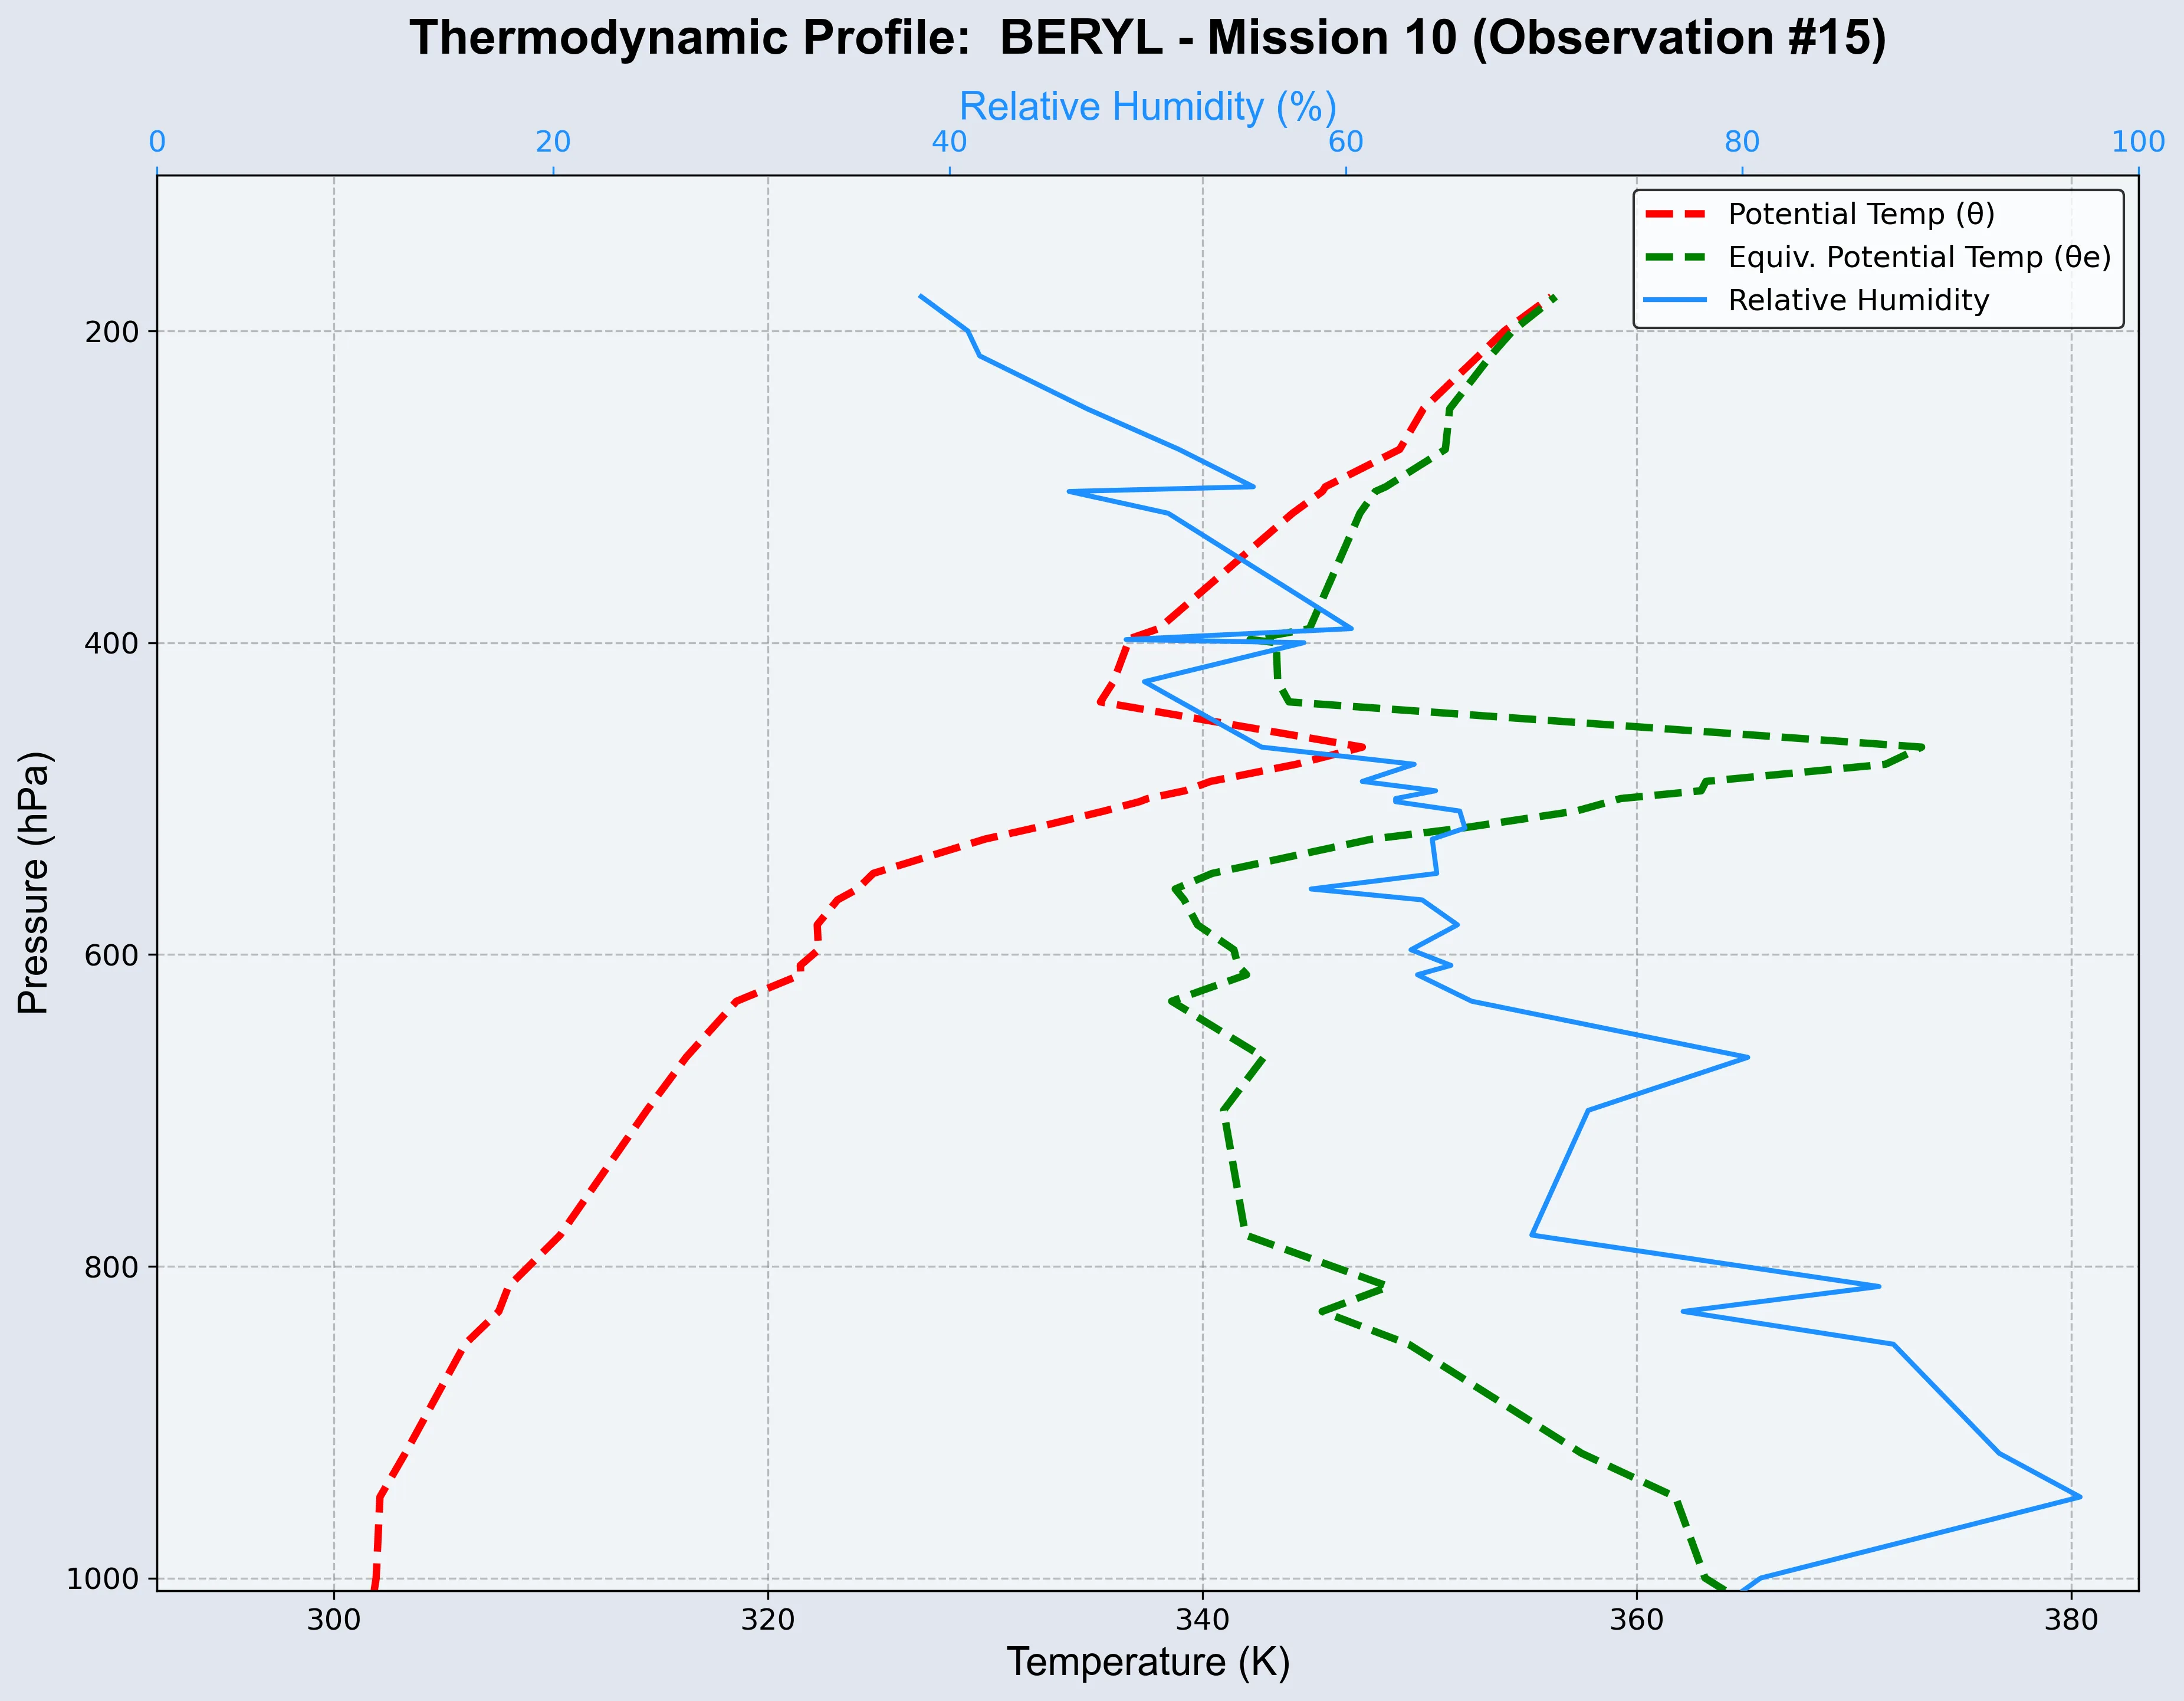 Thermodynamic Profile:  BERYL - Mission 10 (Observation #15)
Relative Humidity (%)
0 20 40 60 80 100
Potential Temp (θ)
Equiv. Potential Temp (θe)
Relative Humidity
Pressure (hPa)
200
400
600
800
1000
300 320 340 360 380
Temperature (K)